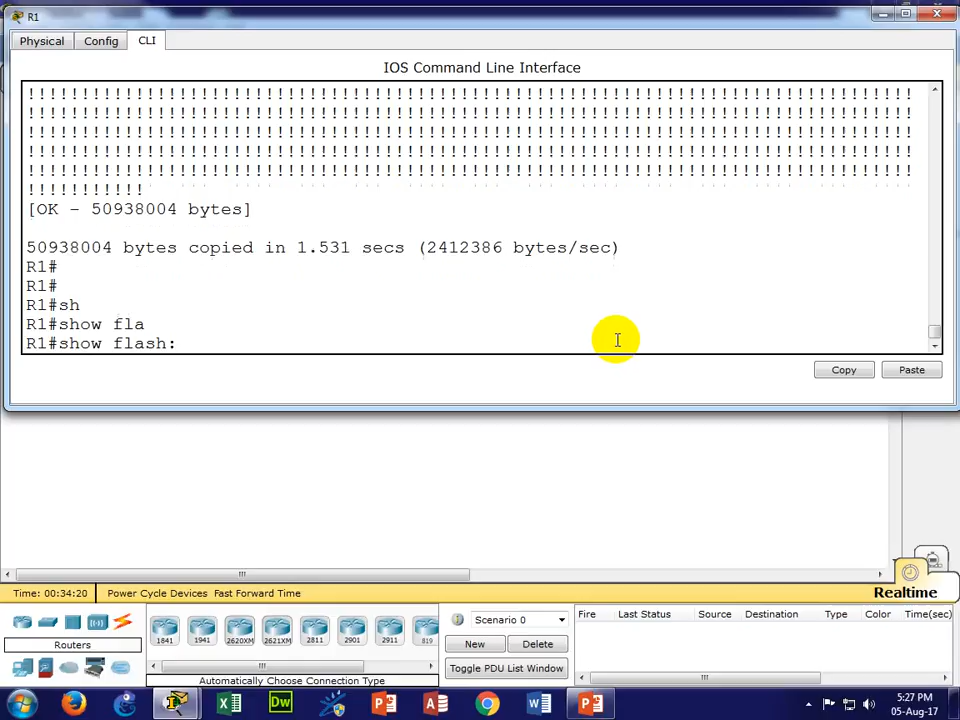 R1
Physical
Config
CLI
IOS Command Line Interface
!!!!!!!!!!!!!!!!!!!!!!!!!!!!!!!!!!!!!!!!!!!!!!!!!!!!!!!!!!!!!!!!!!!!!!!!!!!
!!!!!!!!!!!!!!!!!!!!!!!!!!!!!!!!!!!!!!!!!!!!!!!!!!!!!!!!!!!!!!!!!!!!!!!!!!!
!!!!!!!!!!!!!!!!!!!!!!!!!!!!!!!!!!!!!!!!!!!!!!!!!!!!!!!!!!!!!!!!!!!!!!!!!!!
!!!!!!!!!!!!!!!!!!!!!!!!!!!!!!!!!!!!!!!!!!!!!!!!!!!!!!!!!!!!!!!!!!!!!!!!!!!
!!!!!!!!!!!!!!!!!!!!!!!!!!!!!!!!!!!!!!!!!!!!!!!!!!!!!!!!!!!!!!!!!!!!!!!!!!!
!!!!!!!!!!
[OK - 50938004 bytes]
50938004 bytes copied in 1.531 secs (2412386 bytes/sec)
R1#
R1#
R1#sh
R1#show fla
R1#show flash:
Copy
Paste
Time: 00:34:20
Power Cycle Devices Fast Forward Time
Realtime
Routers
1841
1941
2620XM
2621XM
2811
2901
2911
819
Automatically Choose Connection Type
Scenario 0
New
Delete
Toggle PDU List Window
Fire
Last Status
Source
Destination
Type
Color
Time(sec)
5:27 PM
05-Aug-17